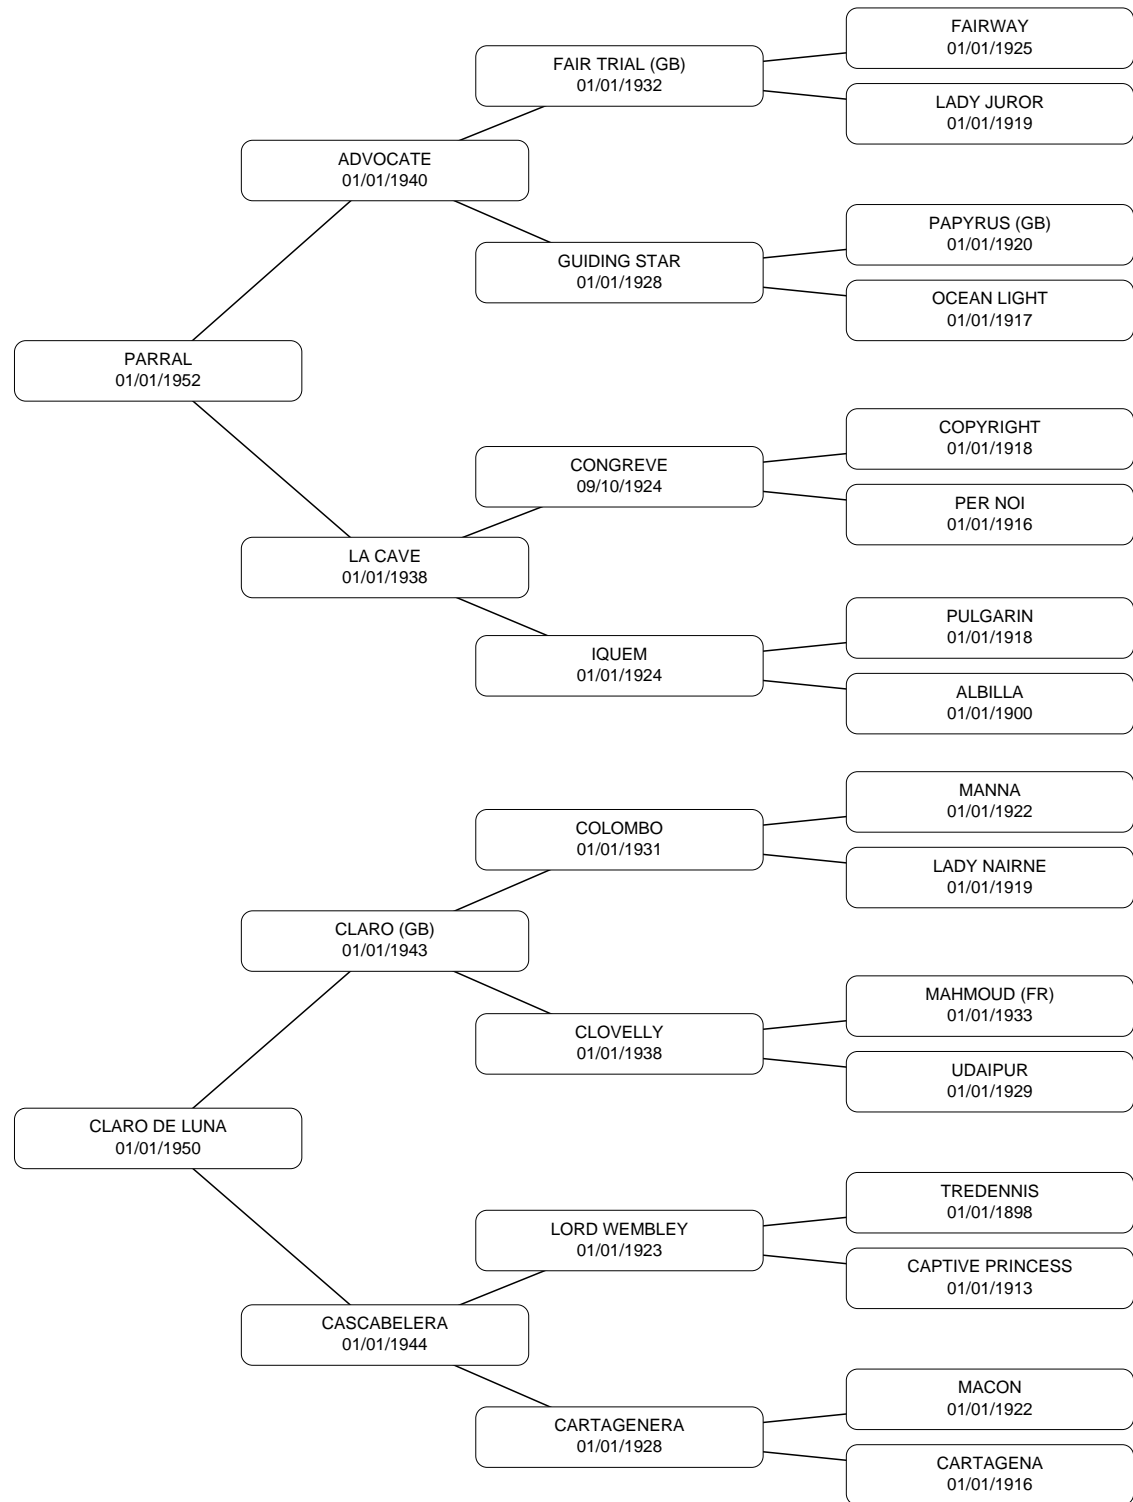 FAIRWAY
01/01/1925
FAIR TRIAL (GB)
01/01/1932
LADY JUROR
01/01/1919
ADVOCATE
01/01/1940
PAPYRUS (GB)
01/01/1920
GUIDING STAR
01/01/1928
OCEAN LIGHT
01/01/1917
PARRAL
01/01/1952
COPYRIGHT
01/01/1918
CONGREVE
09/10/1924
PER NOI
01/01/1916
LA CAVE
01/01/1938
PULGARIN
01/01/1918
IQUEM
01/01/1924
ALBILLA
01/01/1900
MANNA
01/01/1922
COLOMBO
01/01/1931
LADY NAIRNE
01/01/1919
CLARO (GB)
01/01/1943
MAHMOUD (FR)
01/01/1933
CLOVELLY
01/01/1938
UDAIPUR
01/01/1929
CLARO DE LUNA
01/01/1950
TREDENNIS
01/01/1898
LORD WEMBLEY
01/01/1923
CAPTIVE PRINCESS
01/01/1913
CASCABELERA
01/01/1944
MACON
01/01/1922
CARTAGENERA
01/01/1928
CARTAGENA
01/01/1916